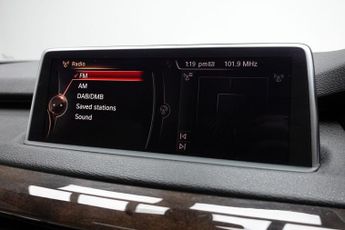 Radio
1:19 pm 101.9 MHz
FM
AM
DAB/DMB
Saved stations
Sound